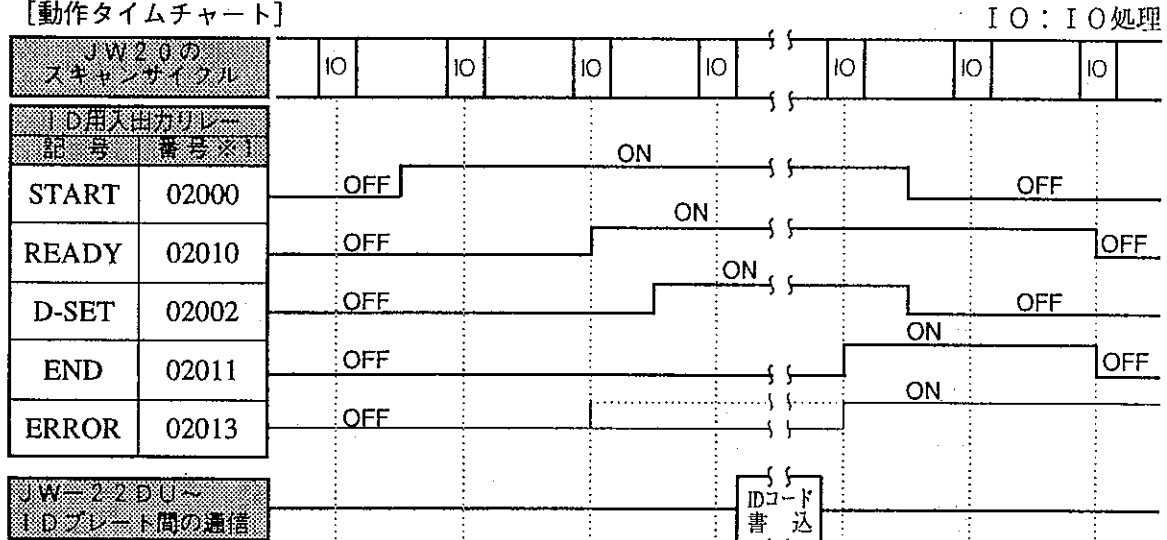 [動作タイムチャート]
IO:IO処理
JW20の
スキャンサイクル
IO IO IO IO IO IO IO
ID用入出力リレー
記号 番号※1
START 02000 OFF ON OFF
READY 02010 OFF ON OFF
D-SET 02002 OFF ON OFF
END 02011 OFF ON OFF
ERROR 02013 OFF ON
JW-22DU~
IDプレート間の通信
IDコード
書込